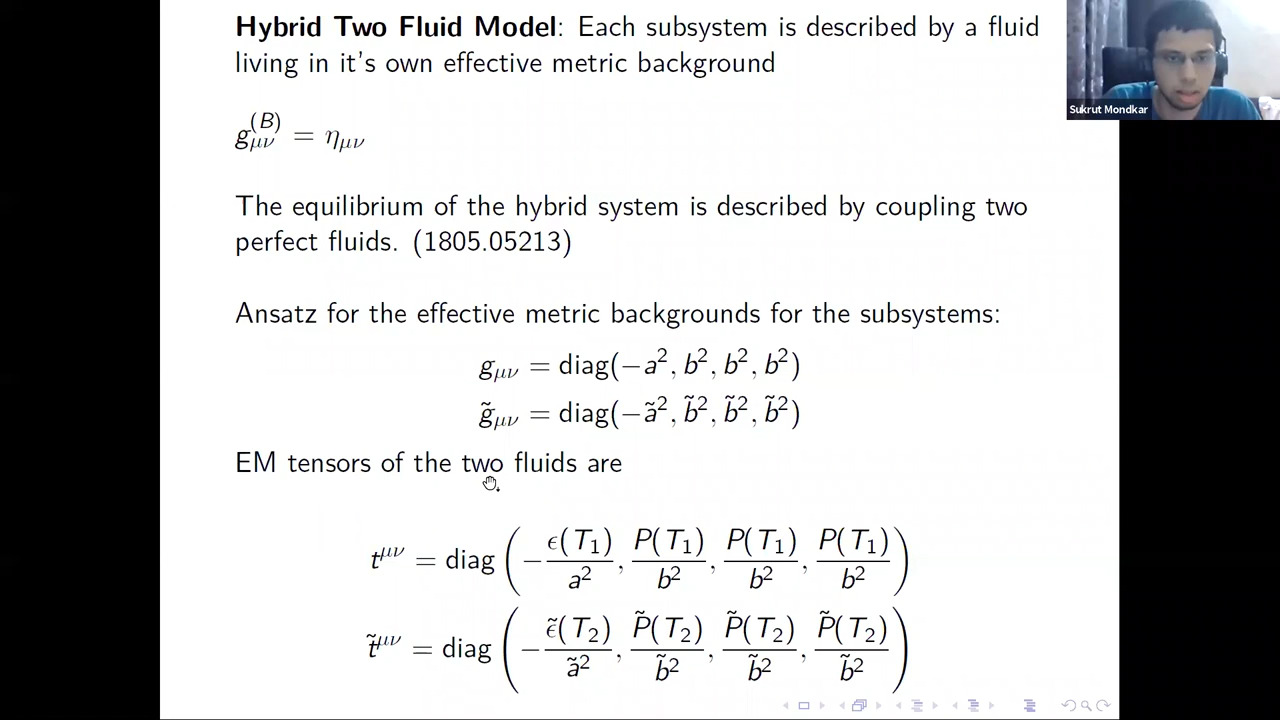 Hybrid Two Fluid Model: Each subsystem is described by a fluid
living in it's own effective metric background
g_{μν}^{(B)} = η_{μν}
The equilibrium of the hybrid system is described by coupling two
perfect fluids. (1805.05213)
Ansatz for the effective metric backgrounds for the subsystems:
g_{μν} = diag(−a², b², b², b²)
g̃_{μν} = diag(−ã², b̃², b̃², b̃²)
EM tensors of the two fluids are
t^{μν} = diag(−ϵ(T₁)/a², P(T₁)/b², P(T₁)/b², P(T₁)/b²)
t̃^{μν} = diag(−ϵ̃(T₂)/ã², P̃(T₂)/b̃², P̃(T₂)/b̃², P̃(T₂)/b̃²)
Sukrut Mondkar